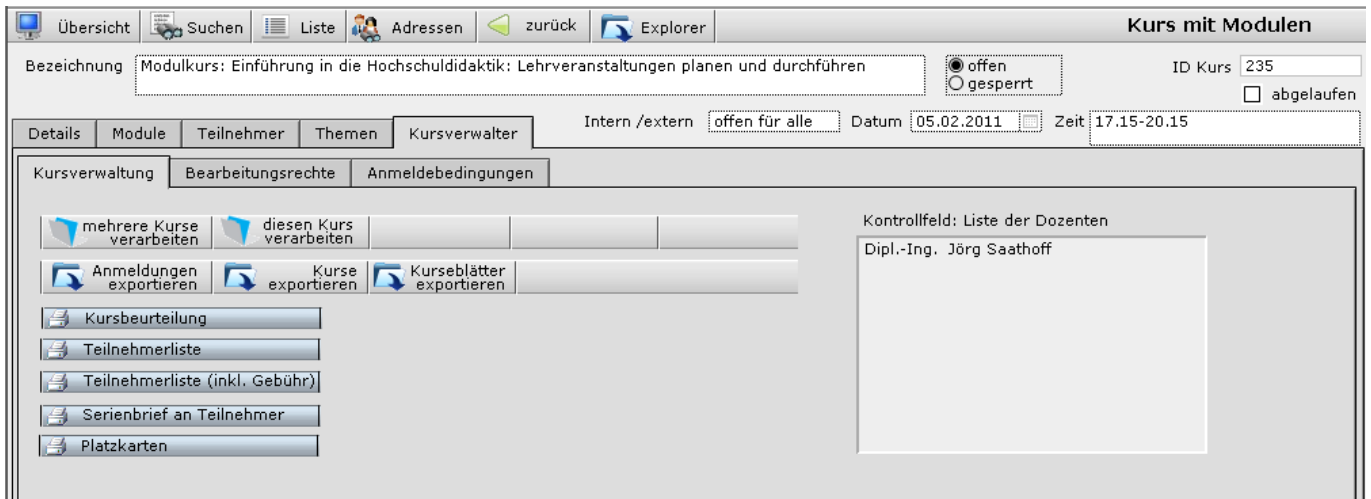 Übersicht Suchen Liste Adressen zurück Explorer Kurs mit Modulen
Bezeichnung Modulkurs: Einführung in die Hochschuldidaktik: Lehrveranstaltungen planen und durchführen offen ID Kurs 235
gesperrt abgelaufen
Intern /extern offen für alle Datum 05.02.2011 Zeit 17.15-20.15
Details Module Teilnehmer Themen Kursverwalter
Kursverwaltung Bearbeitungsrechte Anmeldebedingungen
mehrere Kurse
verarbeiten
diesen Kurs
verarbeiten
Anmeldungen
exportieren
Kurse
exportieren
Kurseblätter
exportieren
Kursbeurteilung
Teilnehmerliste
Teilnehmerliste (inkl. Gebühr)
Serienbrief an Teilnehmer
Platzkarten
Kontrollfeld: Liste der Dozenten
Dipl.-Ing. Jörg Saathoff